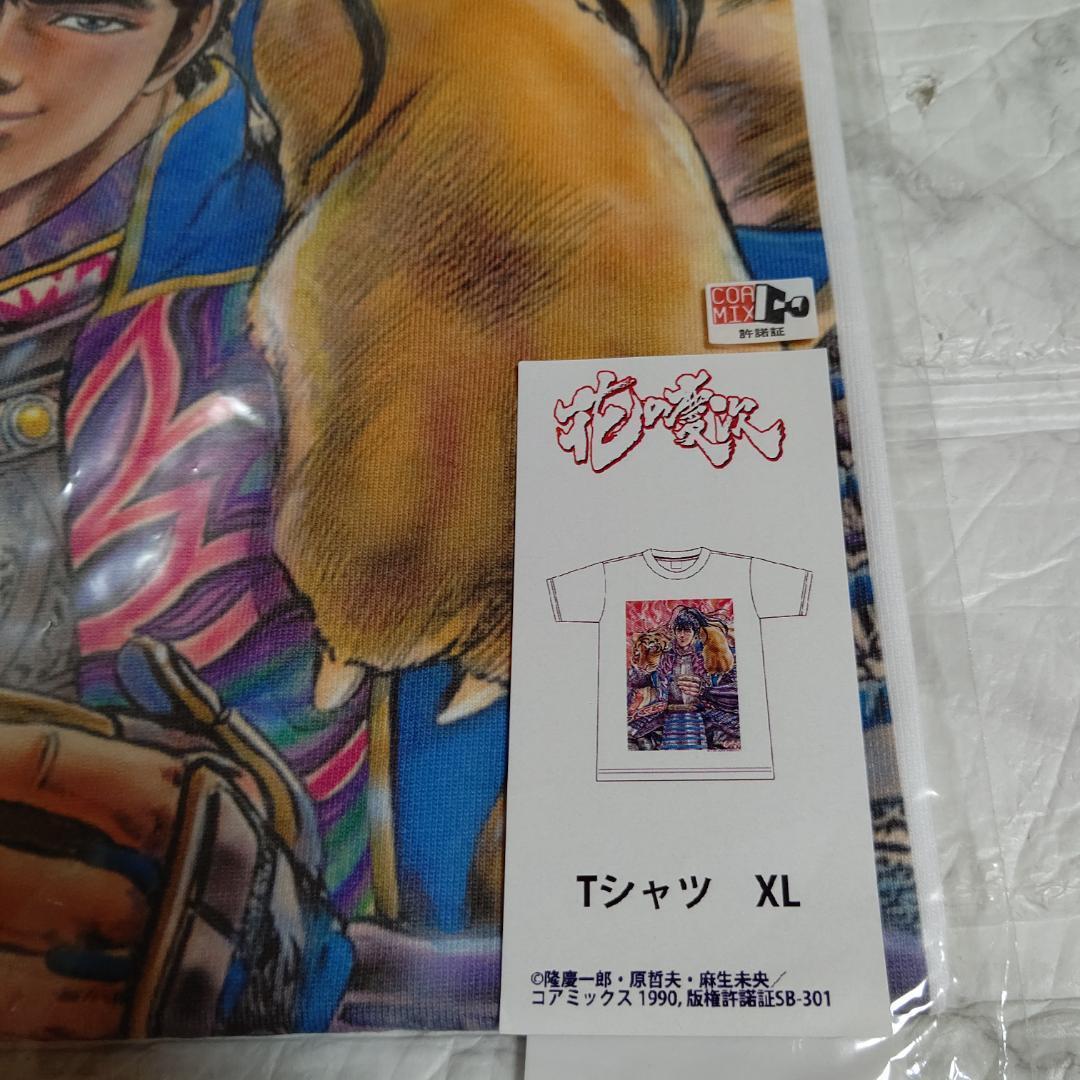 COA
MIX
許諾証
花の慶次
Tシャツ XL
©隆慶一郎・原哲夫・麻生未央／
コアミックス 1990, 版権許諾証SB-301